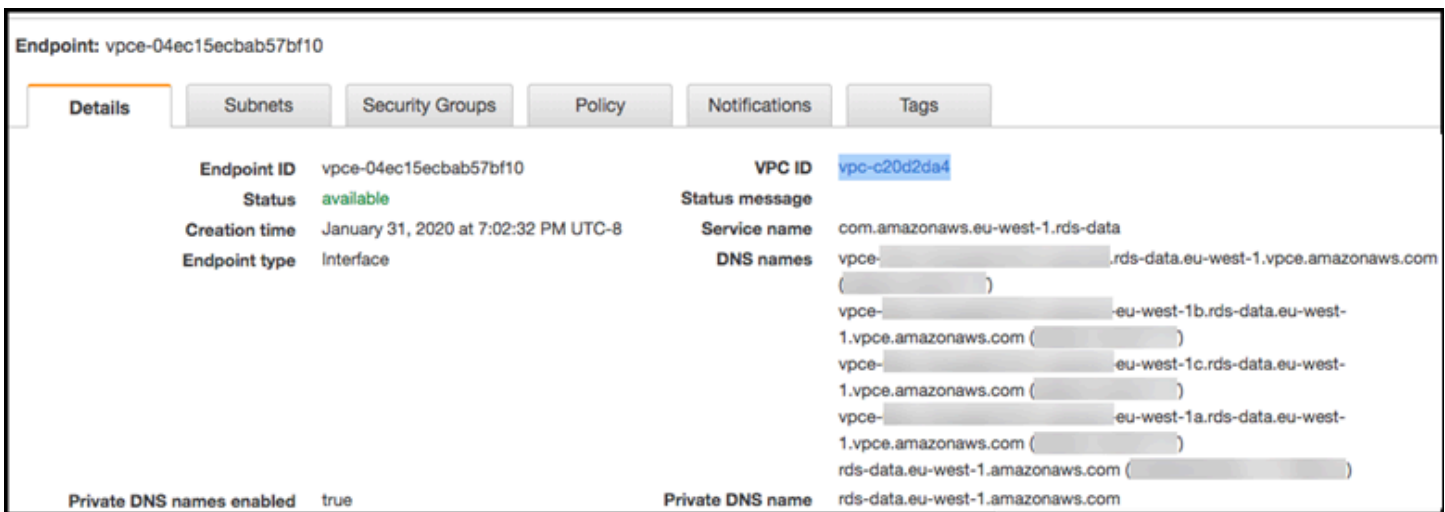 Endpoint: vpce-04ec15ecbab57bf10
Details Subnets Security Groups Policy Notifications Tags
Endpoint ID vpce-04ec15ecbab57bf10
Status available
Creation time January 31, 2020 at 7:02:32 PM UTC-8
Endpoint type Interface
Private DNS names enabled true
VPC ID vpc-c20d2da4
Status message
Service name com.amazonaws.eu-west-1.rds-data
DNS names vpce- .rds-data.eu-west-1.vpce.amazonaws.com
( )
vpce- -eu-west-1b.rds-data.eu-west-
1.vpce.amazonaws.com ( )
vpce- -eu-west-1c.rds-data.eu-west-
1.vpce.amazonaws.com ( )
vpce- -eu-west-1a.rds-data.eu-west-
1.vpce.amazonaws.com ( )
rds-data.eu-west-1.amazonaws.com ( )
Private DNS name rds-data.eu-west-1.amazonaws.com